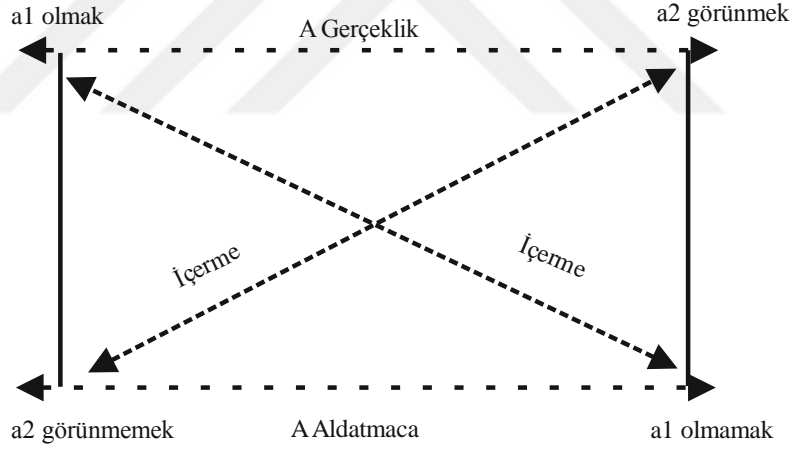 a1 olmak
A Gerçeklik
a2 görünmek
İçerme
İçerme
a2 görünmemek
A Aldatmaca
a1 olmamak